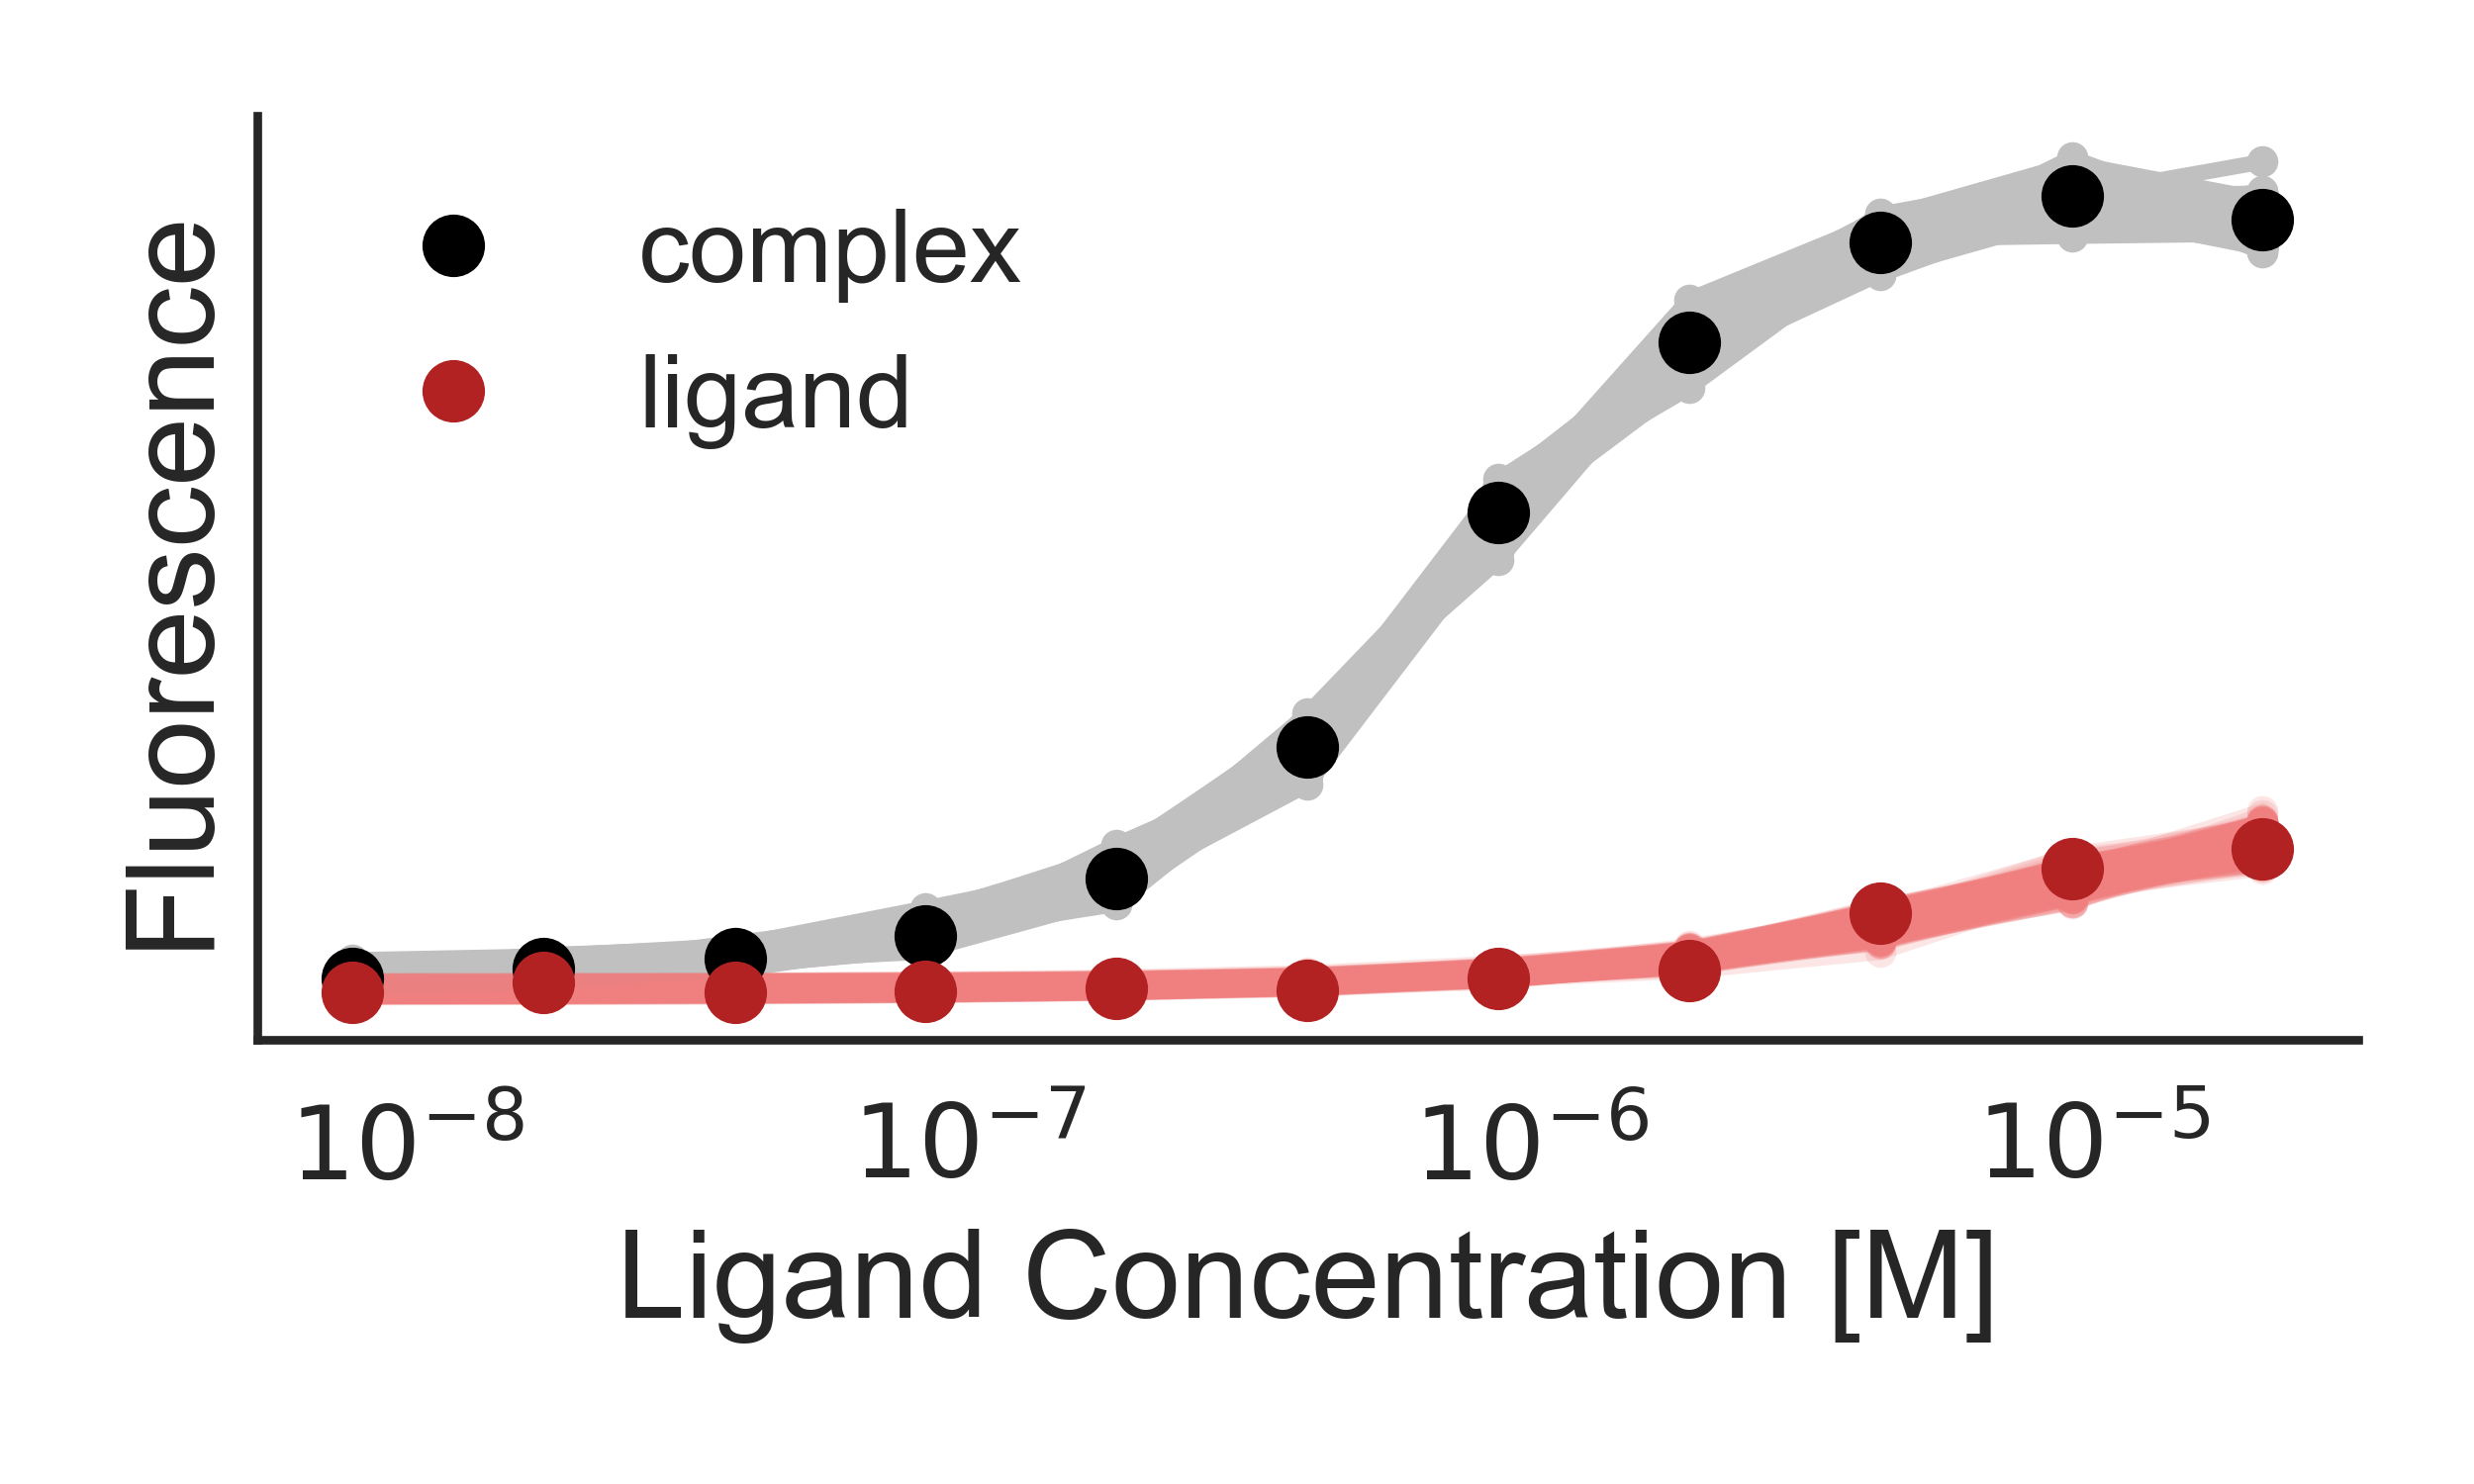 complex
ligand
Fluorescence
10⁻⁸ 10⁻⁷ 10⁻⁶ 10⁻⁵
Ligand Concentration [M]